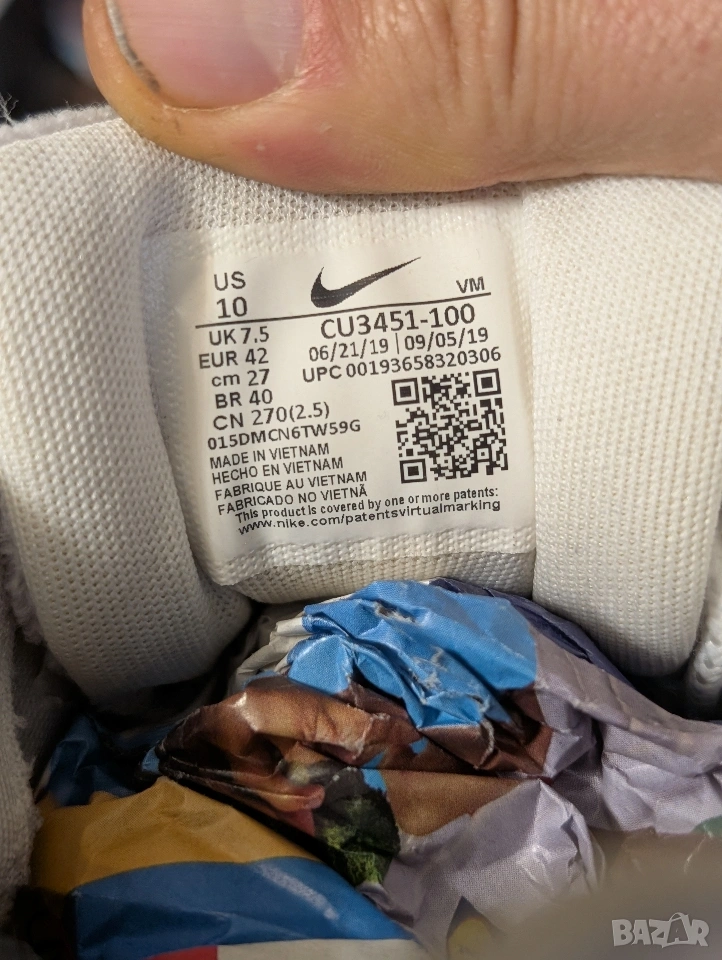 US
10
VM
UK 7.5
EUR 42
cm 27
BR 40
CN 270(2.5)
CU3451-100
06/21/19 | 09/05/19
UPC 00193658320306
015DMCN6TW59G
MADE IN VIETNAM
HECHO EN VIETNAM
FABRIQUE AU VIETNAM
FABRICADO NO VIETNÃ
This product is covered by one or more patents:
www.nike.com/patentsvirtualmarking
BAZAR